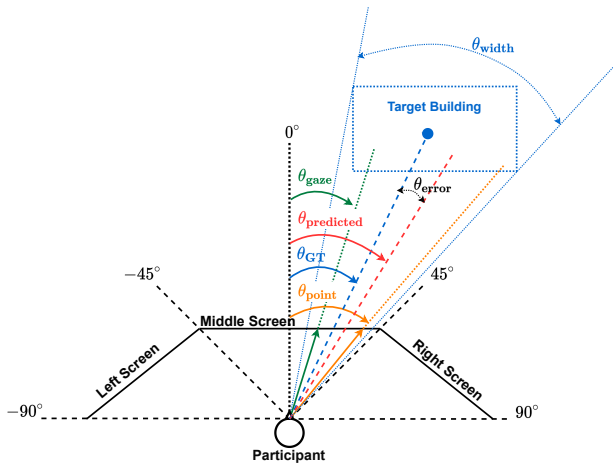 θwidth
Target Building
0°
θgaze
θerror
θpredicted
θGT
−45°
45°
θpoint
Middle Screen
Left Screen
Right Screen
−90°
90°
Participant